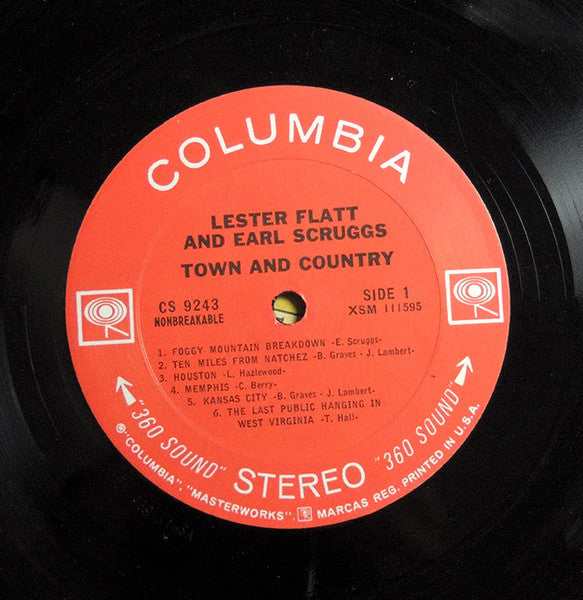 COLUMBIA
LESTER FLATT
AND EARL SCRUGGS
TOWN AND COUNTRY
CS 9243
NONBREAKABLE
SIDE 1
XSM 111595
1. FOGGY MOUNTAIN BREAKDOWN -E. Scruggs-
2. TEN MILES FROM NATCHEZ -B. Graves - J. Lambert-
3. HOUSTON -L. Hazlewood-
4. MEMPHIS -C. Berry-
5. KANSAS CITY -B. Graves - J. Lambert-
6. THE LAST PUBLIC HANGING IN
WEST VIRGINIA -T. Hall-
"360 SOUND" STEREO "360 SOUND"
®"COLUMBIA", "MASTERWORKS", MARCAS REG. PRINTED IN U.S.A.